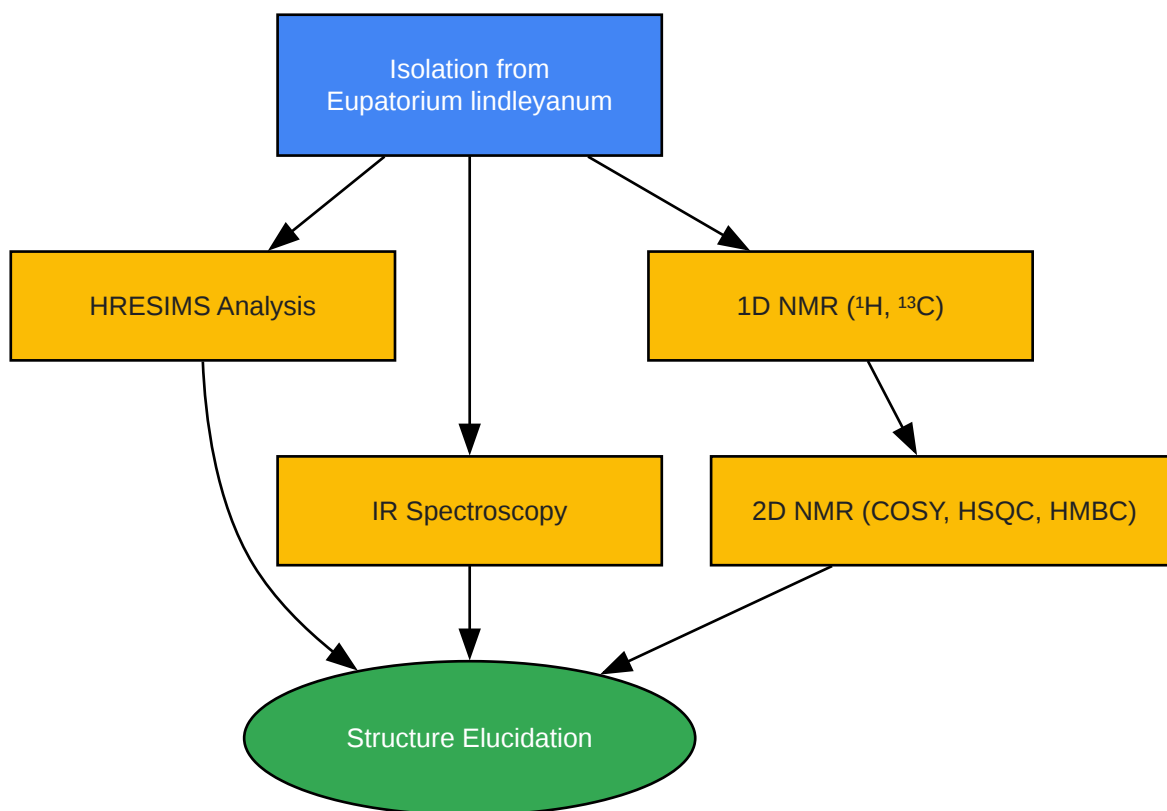 Isolation from
Eupatorium lindleyanum
HRESIMS Analysis
1D NMR (¹H, ¹³C)
IR Spectroscopy
2D NMR (COSY, HSQC, HMBC)
Structure Elucidation